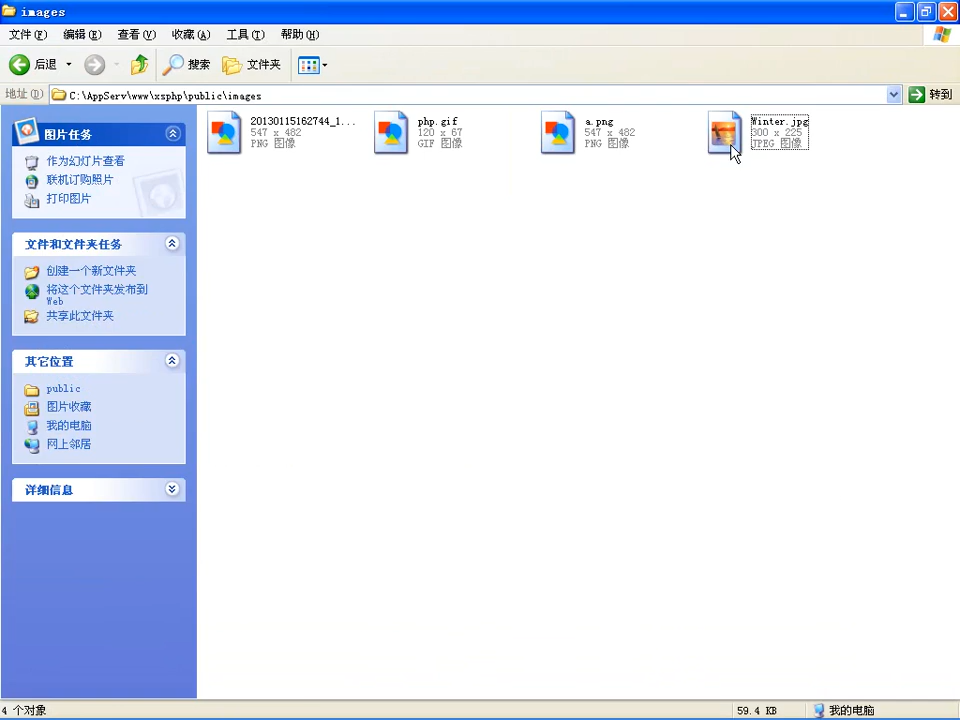 images
文件(F) 编辑(E) 查看(V) 收藏(A) 工具(T) 帮助(H)
后退 搜索 文件夹
地址(D) C:\AppServ\www\xsphp\public\images 转到
图片任务
作为幻灯片查看
联机订购照片
打印图片
文件和文件夹任务
创建一个新文件夹
将这个文件夹发布到
Web
共享此文件夹
其它位置
public
图片收藏
我的电脑
网上邻居
详细信息
20130115162744_1...
547 x 482
PNG 图像
php.gif
120 x 67
GIF 图像
a.png
547 x 482
PNG 图像
Winter.jpg
300 x 225
JPEG 图像
4 个对象 59.4 KB 我的电脑